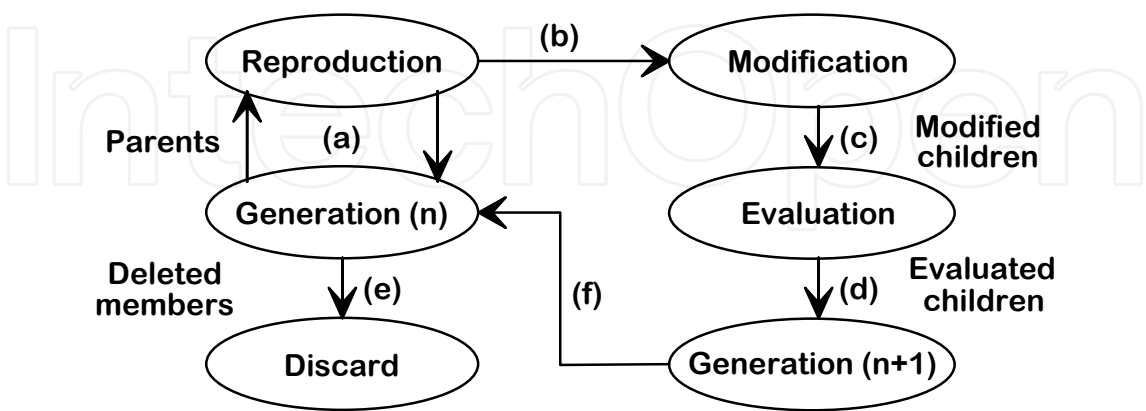 IntechOpen
(b)
Reproduction
Modification
Parents
(a)
(c)
Modified
children
Generation (n)
Evaluation
Deleted
members
(e)
(f)
(d)
Evaluated
children
Discard
Generation (n+1)